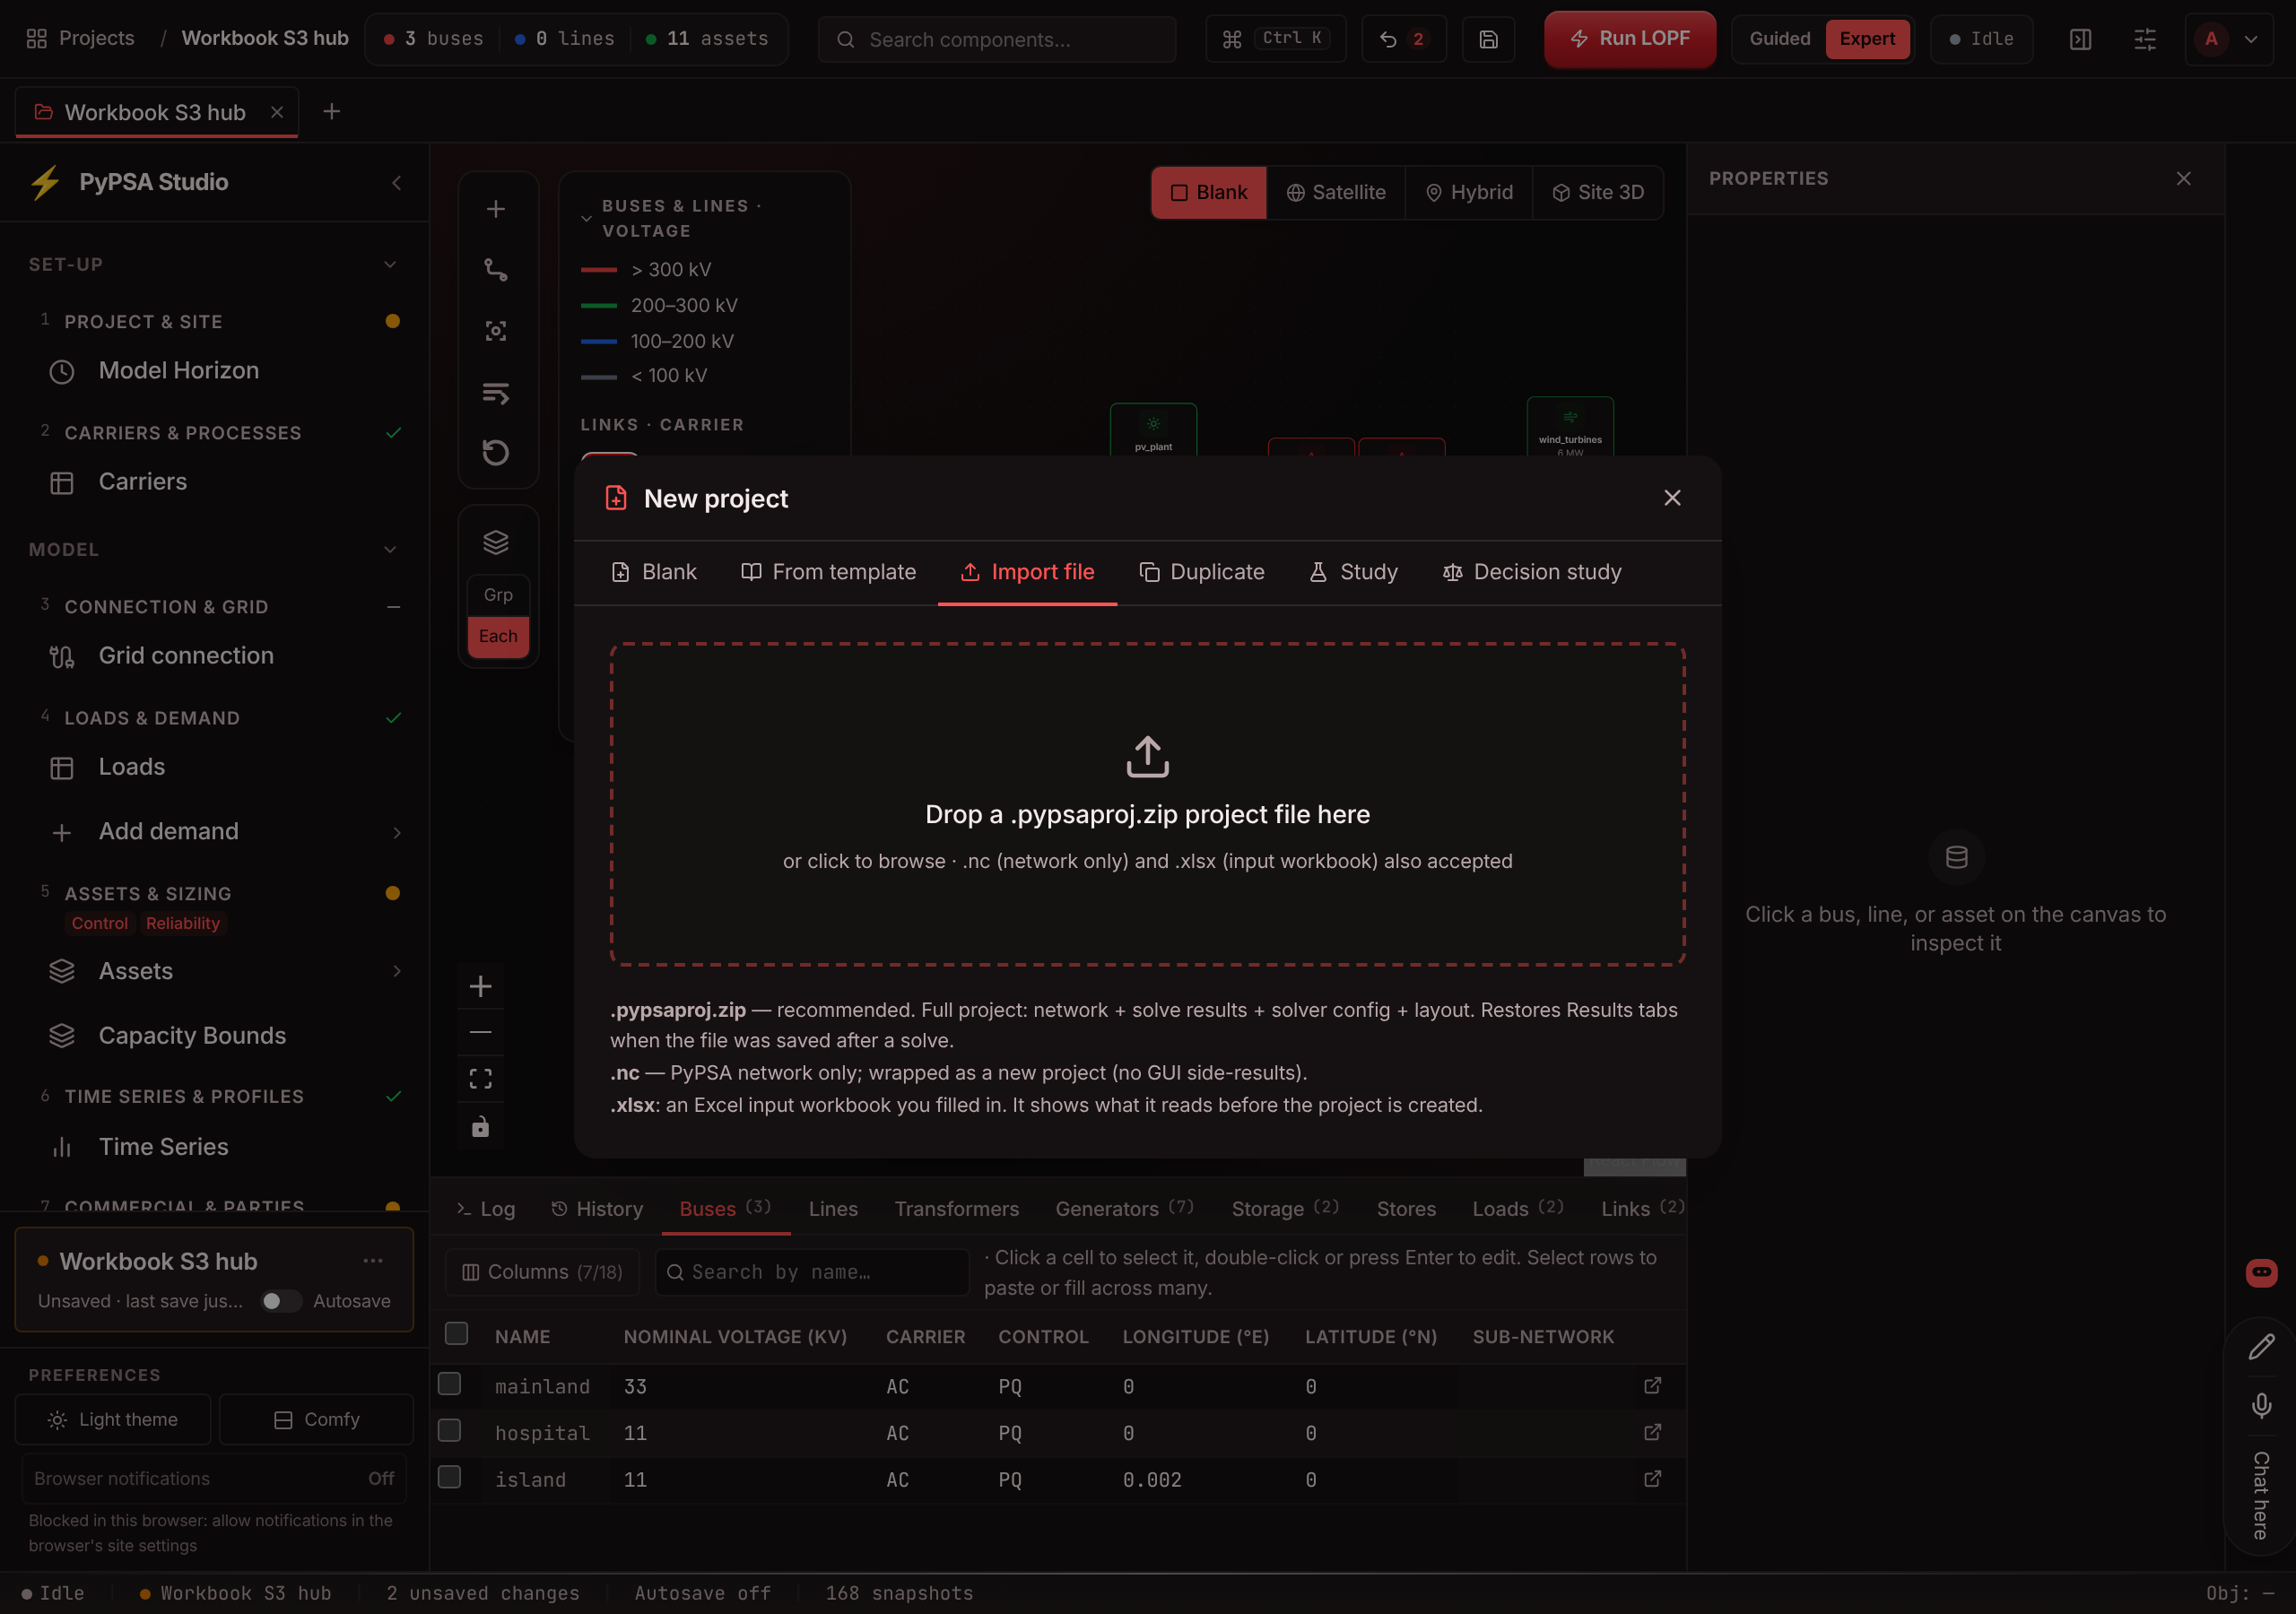 Projects / Workbook S3 hub
3 buses
0 lines
11 assets
Search components...
Ctrl K
2
Run LOPF
Guided
Expert
Idle
A
Workbook S3 hub
PyPSA Studio
SET-UP
1 PROJECT & SITE
Model Horizon
2 CARRIERS & PROCESSES
Carriers
MODEL
3 CONNECTION & GRID
Grid connection
4 LOADS & DEMAND
Loads
Add demand
5 ASSETS & SIZING
Control Reliability
Assets
Capacity Bounds
6 TIME SERIES & PROFILES
Time Series
7 COMMERCIAL & PARTIES
Workbook S3 hub
Unsaved · last save jus... Autosave
PREFERENCES
Light theme
Comfy
Browser notifications Off
Blocked in this browser: allow notifications in the
browser's site settings
BUSES & LINES ·
VOLTAGE
> 300 kV
200–300 kV
100–200 kV
< 100 kV
LINKS · CARRIER
Grp
Each
Blank
Satellite
Hybrid
Site 3D
pv_plant
wind_turbines
6 MW
New project
Blank
From template
Import file
Duplicate
Study
Decision study
Drop a .pypsaproj.zip project file here
or click to browse · .nc (network only) and .xlsx (input workbook) also accepted
.pypsaproj.zip — recommended. Full project: network + solve results + solver config + layout. Restores Results tabs
when the file was saved after a solve.
.nc — PyPSA network only; wrapped as a new project (no GUI side-results).
.xlsx: an Excel input workbook you filled in. It shows what it reads before the project is created.
PROPERTIES
Click a bus, line, or asset on the canvas to
inspect it
Log
History
Buses (3)
Lines
Transformers
Generators (7)
Storage (2)
Stores
Loads (2)
Links (2)
Columns (7/18)
Search by name…
· Click a cell to select it, double-click or press Enter to edit. Select rows to
paste or fill across many.
NAME NOMINAL VOLTAGE (KV) CARRIER CONTROL LONGITUDE (°E) LATITUDE (°N) SUB-NETWORK
mainland 33 AC PQ 0 0
hospital 11 AC PQ 0 0
island 11 AC PQ 0.002 0
Chat here
Idle
Workbook S3 hub
2 unsaved changes
Autosave off
168 snapshots
Obj: —